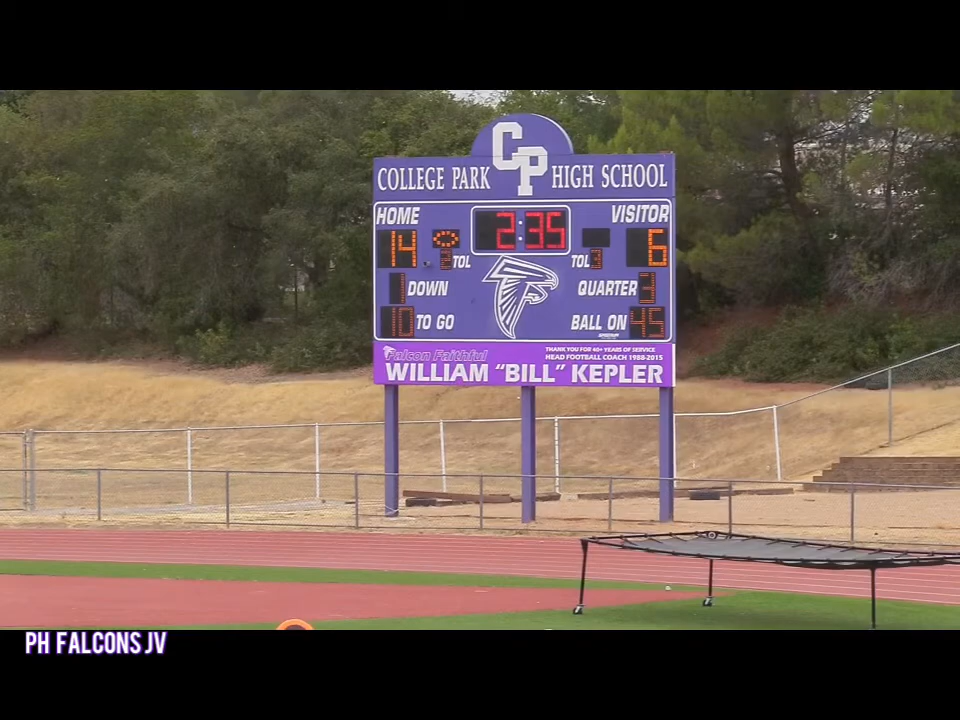 CP
COLLEGE PARK HIGH SCHOOL
HOME 2:35 VISITOR
14 2 TOL TOL 3 6
1 DOWN QUARTER 3
10 TO GO BALL ON 45
Falcon Faithful THANK YOU FOR 40+ YEARS OF SERVICE
HEAD FOOTBALL COACH 1988-2015
WILLIAM "BILL" KEPLER
PH FALCONS JV